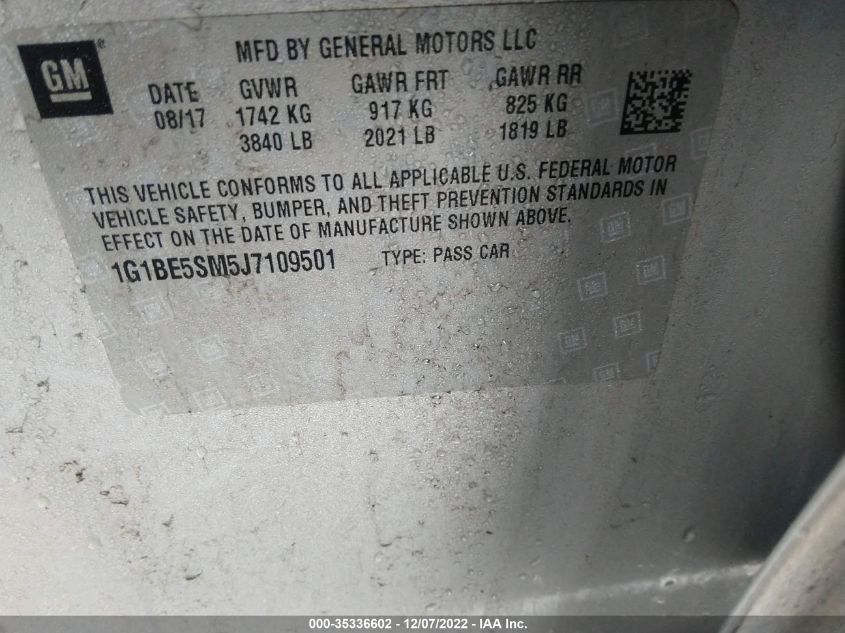 GM®
MFD BY GENERAL MOTORS LLC
DATE GVWR GAWR FRT GAWR RR
08/17 1742 KG 917 KG 825 KG
3840 LB 2021 LB 1819 LB
THIS VEHICLE CONFORMS TO ALL APPLICABLE U.S. FEDERAL MOTOR
VEHICLE SAFETY, BUMPER, AND THEFT PREVENTION STANDARDS IN
EFFECT ON THE DATE OF MANUFACTURE SHOWN ABOVE.
1G1BE5SM5J7109501 TYPE: PASS CAR
000-35336602 - 12/07/2022 - IAA Inc.